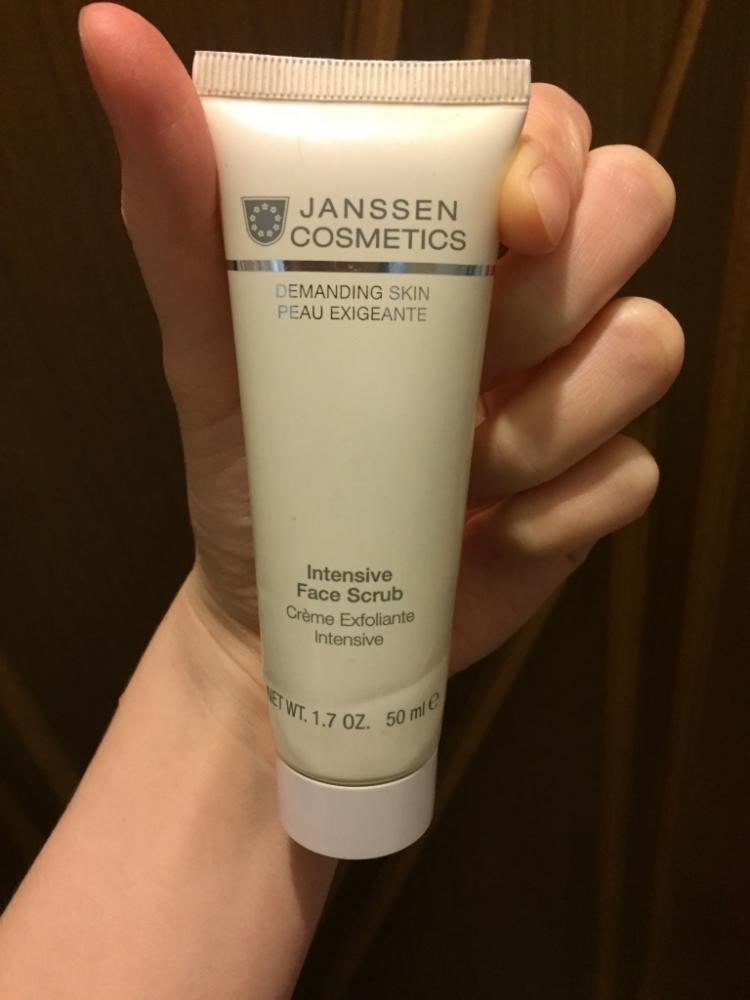 JANSSEN
COSMETICS
DEMANDING SKIN
PEAU EXIGEANTE
Intensive
Face Scrub
Crème Exfoliante
Intensive
NET WT. 1.7 OZ. 50 ml ℮